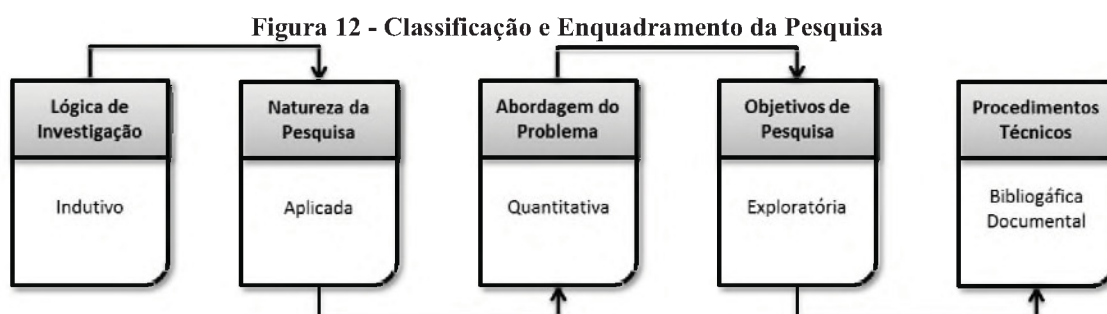 Figura 12 - Classificação e Enquadramento da Pesquisa
Lógica de
Investigação
Indutivo
Natureza da
Pesquisa
Aplicada
Abordagem do
Problema
Quantitativa
Objetivos de
Pesquisa
Exploratória
Procedimentos
Técnicos
Bibliogáfica
Documental